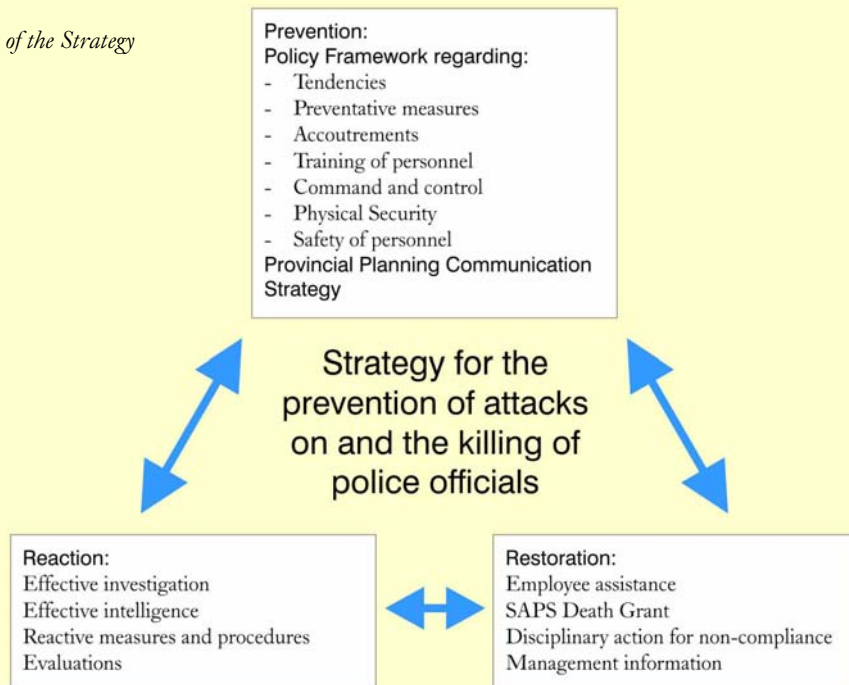 of the Strategy
Prevention:
Policy Framework regarding:
- Tendencies
- Preventative measures
- Accoutrements
- Training of personnel
- Command and control
- Physical Security
- Safety of personnel
Provincial Planning Communication
Strategy
Strategy for the
prevention of attacks
on and the killing of
police officials
Reaction:
Effective investigation
Effective intelligence
Reactive measures and procedures
Evaluations
Restoration:
Employee assistance
SAPS Death Grant
Disciplinary action for non-compliance
Management information